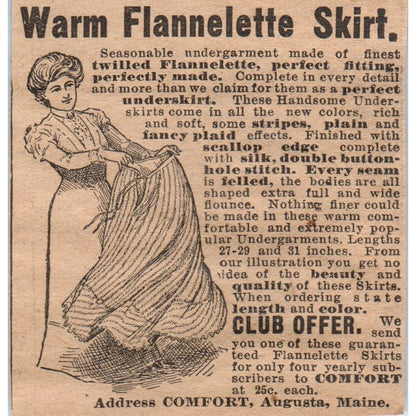 Warm Flannelette Skirt.
Seasonable undergarment made of finest
twilled Flannelette, perfect fitting,
perfectly made. Complete in every detail
and more than we claim for them as a perfect
underskirt. These Handsome Under-
skirts come in all the new colors, rich
and soft, some stripes, plain and
fancy plaid effects. Finished with
scallop edge complete
with silk, double button-
hole stitch. Every seam
is felled, the bodies are all
shaped extra full and wide
flounce. Nothing finer could
be made in these warm com-
fortable and extremely pop-
ular Undergarments. Lengths
27-29 and 31 inches. From
our illustration you get no
idea of the beauty and
quality of these Skirts.
When ordering state
length and color.
CLUB OFFER. We
send
you one of these guaran-
teed Flannelette Skirts
for only four yearly sub-
scribers to COMFORT
at 25c. each.
Address COMFORT, Augusta, Maine.